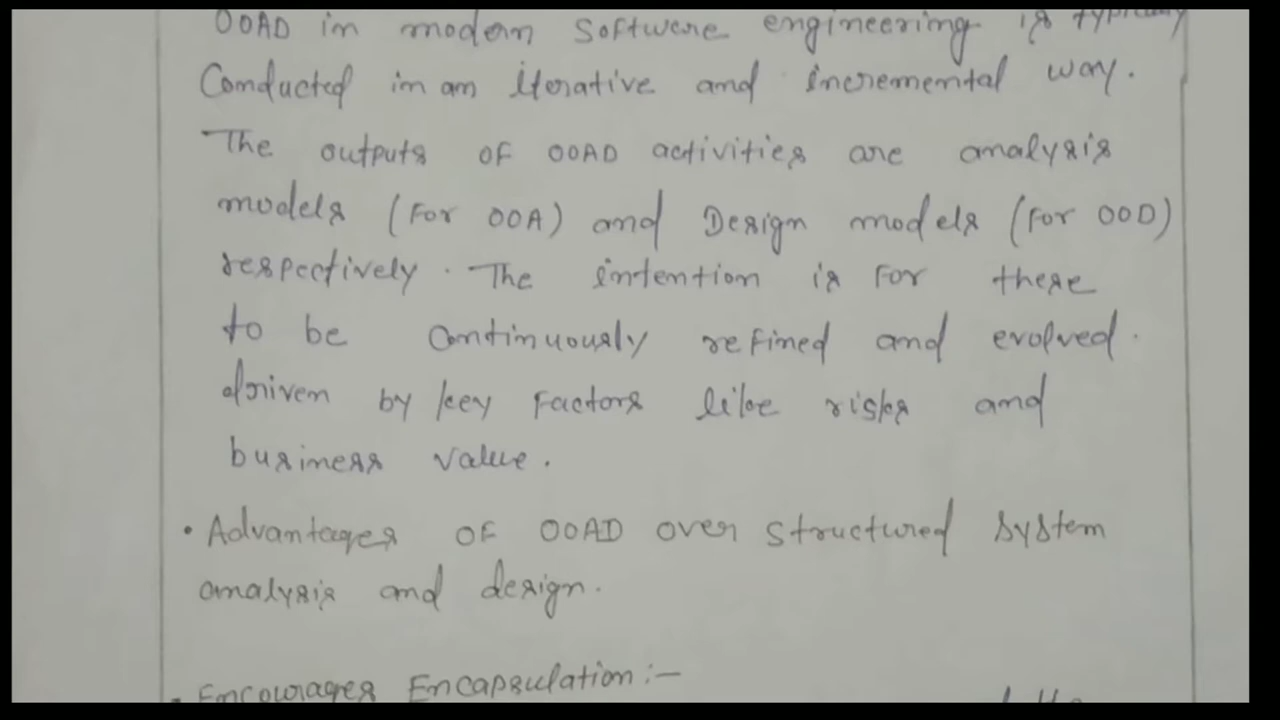 OOAD in modern software engineering is typically
Conducted in an iterative and incremental way.
The outputs OF OOAD activities are analysis
models (For OOA) and Design models (For OOD)
respectively. The intention is For these
to be continuously refined and evolved.
driven by key Factors like risks and
business value.
• Advantages OF OOAD over structured system
analysis and design.
• Encourages Encapsulation :-